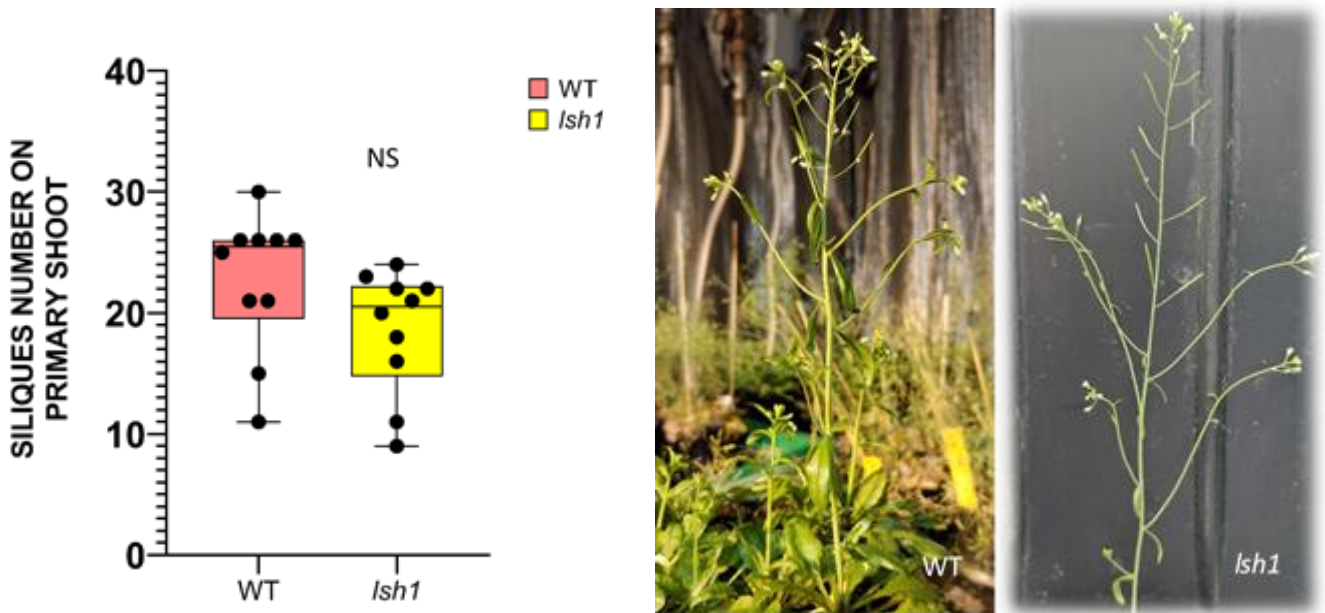 SILIQUES NUMBER ON
PRIMARY SHOOT
40
30
20
10
0
WT
lsh1
NS
WT
lsh1
WT
lsh1